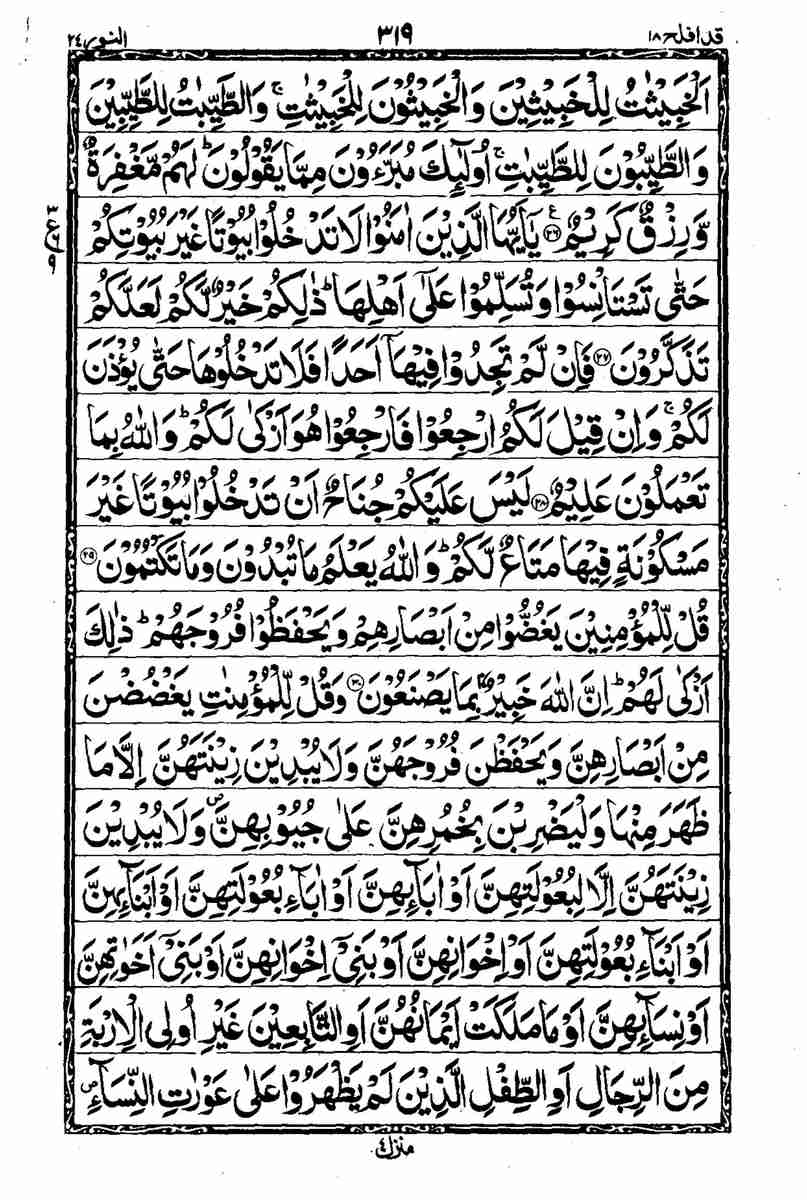 قد افلح ١٨ ٣١٩ النور ٢٤
اَلْخَبِيْثٰتُ لِلْخَبِيْثِيْنَ وَالْخَبِيْثُوْنَ لِلْخَبِيْثٰتِ ۚ وَالطَّيِّبٰتُ لِلطَّيِّبِيْنَ
وَالطَّيِّبُوْنَ لِلطَّيِّبٰتِ ۚ اُولٰٓئِكَ مُبَرَّءُوْنَ مِمَّا يَقُوْلُوْنَ ؕ لَهُمْ مَّغْفِرَةٌ
وَّرِزْقٌ كَرِيْمٌ ﴿٢٦﴾ يٰۤاَيُّهَا الَّذِيْنَ اٰمَنُوْا لَا تَدْخُلُوْا بُيُوْتًا غَيْرَ بُيُوْتِكُمْ
حَتّٰى تَسْتَاْنِسُوْا وَتُسَلِّمُوْا عَلٰٓى اَهْلِهَا ؕ ذٰلِكُمْ خَيْرٌ لَّكُمْ لَعَلَّكُمْ
تَذَكَّرُوْنَ ﴿٢٧﴾ فَاِنْ لَّمْ تَجِدُوْا فِيْهَاۤ اَحَدًا فَلَا تَدْخُلُوْهَا حَتّٰى يُؤْذَنَ
لَكُمْ ۚ وَاِنْ قِيْلَ لَكُمُ ارْجِعُوْا فَارْجِعُوْا هُوَ اَزْكٰى لَكُمْ ؕ وَاللّٰهُ بِمَا
تَعْمَلُوْنَ عَلِيْمٌ ﴿٢٨﴾ لَيْسَ عَلَيْكُمْ جُنَاحٌ اَنْ تَدْخُلُوْا بُيُوْتًا غَيْرَ
مَسْكُوْنَةٍ فِيْهَا مَتَاعٌ لَّكُمْ ؕ وَاللّٰهُ يَعْلَمُ مَا تُبْدُوْنَ وَمَا تَكْتُمُوْنَ ﴿٢٩﴾
قُلْ لِّلْمُؤْمِنِيْنَ يَغُضُّوْا مِنْ اَبْصَارِهِمْ وَيَحْفَظُوْا فُرُوْجَهُمْ ؕ ذٰلِكَ
اَزْكٰى لَهُمْ ؕ اِنَّ اللّٰهَ خَبِيْرٌۢ بِمَا يَصْنَعُوْنَ ﴿٣٠﴾ وَقُلْ لِّلْمُؤْمِنٰتِ يَغْضُضْنَ
مِنْ اَبْصَارِهِنَّ وَيَحْفَظْنَ فُرُوْجَهُنَّ وَلَا يُبْدِيْنَ زِيْنَتَهُنَّ اِلَّا مَا
ظَهَرَ مِنْهَا وَلْيَضْرِبْنَ بِخُمُرِهِنَّ عَلٰى جُيُوْبِهِنَّ ۪ وَلَا يُبْدِيْنَ
زِيْنَتَهُنَّ اِلَّا لِبُعُوْلَتِهِنَّ اَوْ اٰبَآئِهِنَّ اَوْ اٰبَآءِ بُعُوْلَتِهِنَّ اَوْ اَبْنَآئِهِنَّ
اَوْ اَبْنَآءِ بُعُوْلَتِهِنَّ اَوْ اِخْوَانِهِنَّ اَوْ بَنِيْۤ اِخْوَانِهِنَّ اَوْ بَنِيْۤ اَخَوٰتِهِنَّ
اَوْ نِسَآئِهِنَّ اَوْ مَا مَلَكَتْ اَيْمَانُهُنَّ اَوِ التّٰبِعِيْنَ غَيْرِ اُولِى الْاِرْبَةِ
مِنَ الرِّجَالِ اَوِ الطِّفْلِ الَّذِيْنَ لَمْ يَظْهَرُوْا عَلٰى عَوْرٰتِ النِّسَآءِ ۪
منزل ٤